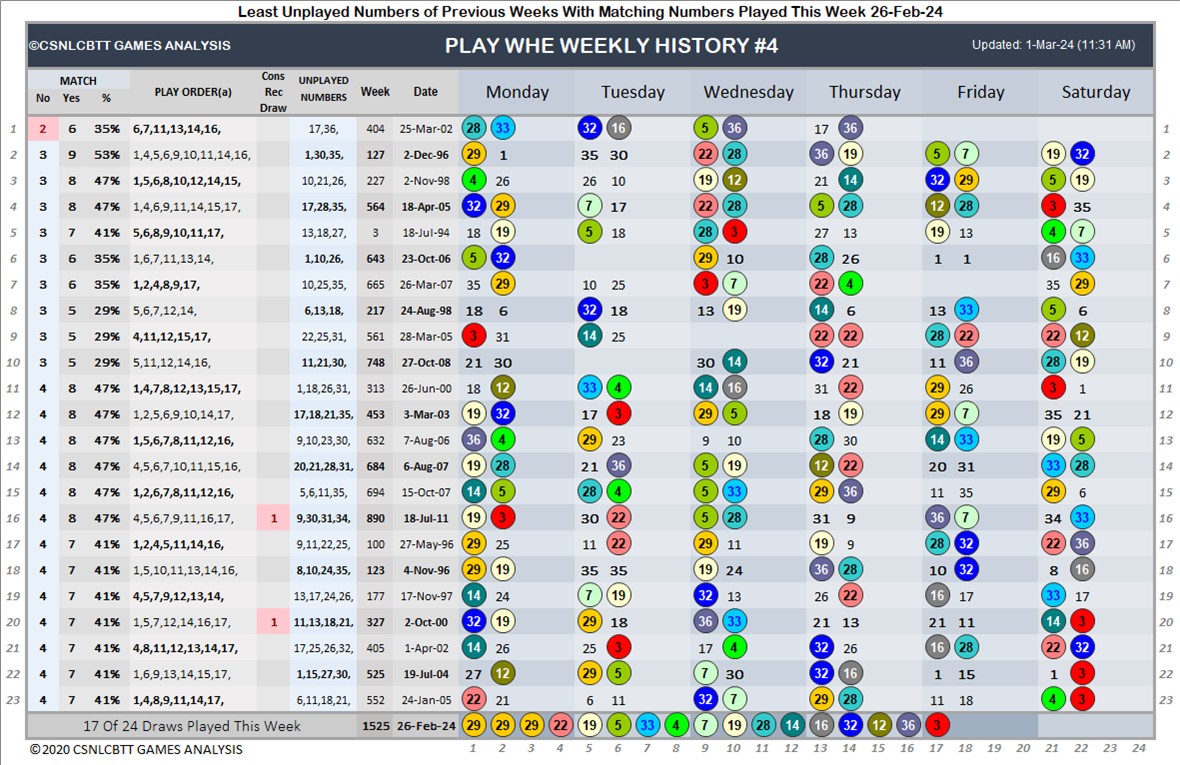 Least Unplayed Numbers of Previous Weeks With Matching Numbers Played This Week 26-Feb-24
©CSNLCBTT GAMES ANALYSIS PLAY WHE WEEKLY HISTORY #4 Updated: 1-Mar-24 (11:31 AM)
MATCH No Yes % PLAY ORDER(a) Cons Rec Draw UNPLAYED NUMBERS Week Date Monday Tuesday Wednesday Thursday Friday Saturday
1 2 6 35% 6,7,11,13,14,16, 17,36, 404 25-Mar-02 28 33 32 16 5 36 17 36 1
2 3 9 53% 1,4,5,6,9,10,11,14,16, 1,30,35, 127 2-Dec-96 29 1 35 30 22 28 36 19 5 7 19 32 2
3 3 8 47% 1,5,6,8,10,12,14,15, 10,21,26, 227 2-Nov-98 4 26 26 10 19 12 21 14 32 29 5 19 3
4 3 8 47% 1,4,6,9,11,14,15,17, 17,28,35, 564 18-Apr-05 32 29 7 17 22 28 5 28 12 28 3 35 4
5 3 7 41% 5,6,8,9,10,11,17, 13,18,27, 3 18-Jul-94 18 19 5 18 28 3 27 13 19 13 4 7 5
6 3 6 35% 1,6,7,11,13,14, 1,10,26, 643 23-Oct-06 5 32 29 10 28 26 1 1 16 33 6
7 3 6 35% 1,2,4,8,9,17, 10,25,35, 665 26-Mar-07 35 29 10 25 3 7 22 4 35 29 7
8 3 5 29% 5,6,7,12,14, 6,13,18, 217 24-Aug-98 18 6 32 18 13 19 14 6 13 33 5 6 8
9 3 5 29% 4,11,12,15,17, 22,25,31, 561 28-Mar-05 3 31 14 25 22 22 28 22 22 12 9
10 3 5 29% 5,11,12,14,16, 11,21,30, 748 27-Oct-08 21 30 30 14 32 21 11 36 28 19 10
11 4 8 47% 1,4,7,8,12,13,15,17, 1,18,26,31, 313 26-Jun-00 18 12 33 4 14 16 31 22 29 26 3 1 11
12 4 8 47% 1,2,5,6,9,10,14,17, 17,18,21,35, 453 3-Mar-03 19 32 17 3 29 5 18 19 29 7 35 21 12
13 4 8 47% 1,5,6,7,8,11,12,16, 9,10,23,30, 632 7-Aug-06 36 4 29 23 9 10 28 30 14 33 19 5 13
14 4 8 47% 4,5,6,7,10,11,15,16, 20,21,28,31, 684 6-Aug-07 19 28 21 36 5 19 12 22 20 31 33 28 14
15 4 8 47% 1,2,6,7,8,11,12,16, 5,6,11,35, 694 15-Oct-07 14 5 28 4 5 33 29 36 11 35 29 6 15
16 4 8 47% 4,5,6,7,9,11,16,17, 1 9,30,31,34, 890 18-Jul-11 19 3 30 22 5 28 31 9 36 7 34 33 16
17 4 7 41% 1,2,4,5,11,14,16, 9,11,22,25, 100 27-May-96 29 25 11 22 29 11 19 9 28 32 22 36 17
18 4 7 41% 1,5,10,11,13,14,16, 8,10,24,35, 123 4-Nov-96 29 19 35 35 19 24 36 28 10 32 8 16 18
19 4 7 41% 4,5,7,9,12,13,14, 13,17,24,26, 177 17-Nov-97 14 24 7 19 32 13 26 22 16 17 33 17 19
20 4 7 41% 1,5,7,12,14,16,17, 1 11,13,18,21, 327 2-Oct-00 32 19 29 18 36 33 21 13 21 11 14 3 20
21 4 7 41% 4,8,11,12,13,14,17, 17,25,26,32, 405 1-Apr-02 14 26 25 3 17 4 32 26 16 28 22 32 21
22 4 7 41% 1,6,9,13,14,15,17, 1,15,27,30, 525 19-Jul-04 27 12 29 5 7 30 32 16 1 15 1 3 22
23 4 7 41% 1,4,8,9,11,14,17, 6,11,18,21, 552 24-Jan-05 22 21 6 11 32 7 29 28 11 18 4 3 23
17 Of 24 Draws Played This Week 1525 26-Feb-24 29 29 29 22 19 5 33 4 7 19 28 14 16 32 12 36 3
© 2020 CSNLCBTT GAMES ANALYSIS 1 2 3 4 5 6 7 8 9 10 11 12 13 14 15 16 17 18 19 20 21 22 23 24